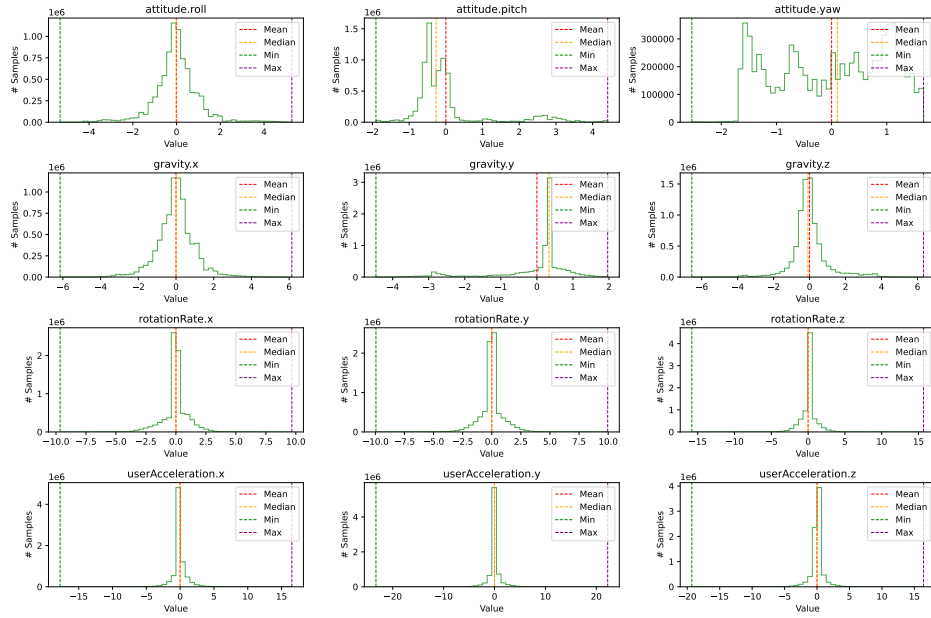 attitude.roll
1e6
# Samples
1.00
0.75
0.50
0.25
0.00
−4 −2 0 2 4
Value
Mean
Median
Min
Max
attitude.pitch
1e6
# Samples
1.5
1.0
0.5
0.0
−2 −1 0 1 2 3 4
Value
Mean
Median
Min
Max
attitude.yaw
# Samples
300000
200000
100000
0
−2 −1 0 1
Value
Mean
Median
Min
Max
gravity.x
1e6
# Samples
1.00
0.75
0.50
0.25
0.00
−6 −4 −2 0 2 4 6
Value
Mean
Median
Min
Max
gravity.y
1e6
# Samples
3
2
1
0
−4 −3 −2 −1 0 1 2
Value
Mean
Median
Min
Max
gravity.z
1e6
# Samples
1.5
1.0
0.5
0.0
−6 −4 −2 0 2 4 6
Value
Mean
Median
Min
Max
rotationRate.x
1e6
# Samples
2
1
0
−10.0 −7.5 −5.0 −2.5 0.0 2.5 5.0 7.5 10.0
Value
Mean
Median
Min
Max
rotationRate.y
1e6
# Samples
2
1
0
−10.0 −7.5 −5.0 −2.5 0.0 2.5 5.0 7.5 10.0
Value
Mean
Median
Min
Max
rotationRate.z
1e6
# Samples
4
3
2
1
0
−15 −10 −5 0 5 10 15
Value
Mean
Median
Min
Max
userAcceleration.x
1e6
# Samples
4
2
0
−15 −10 −5 0 5 10 15
Value
Mean
Median
Min
Max
userAcceleration.y
1e6
# Samples
4
2
0
−20 −10 0 10 20
Value
Mean
Median
Min
Max
userAcceleration.z
1e6
# Samples
4
3
2
1
0
−20 −15 −10 −5 0 5 10 15
Value
Mean
Median
Min
Max